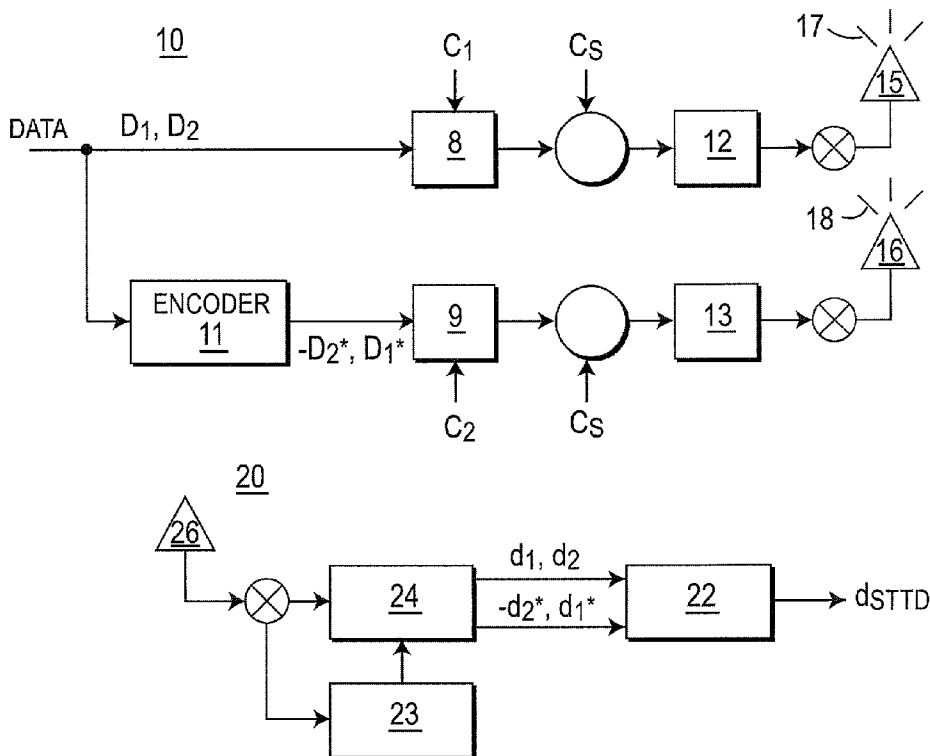 10
17
C1
CS
15
DATA
D1, D2
8
12
18
16
ENCODER
11
-D2*, D1*
9
13
C2
CS
20
26
24
d1, d2
-d2*, d1*
22
dSTTD
23